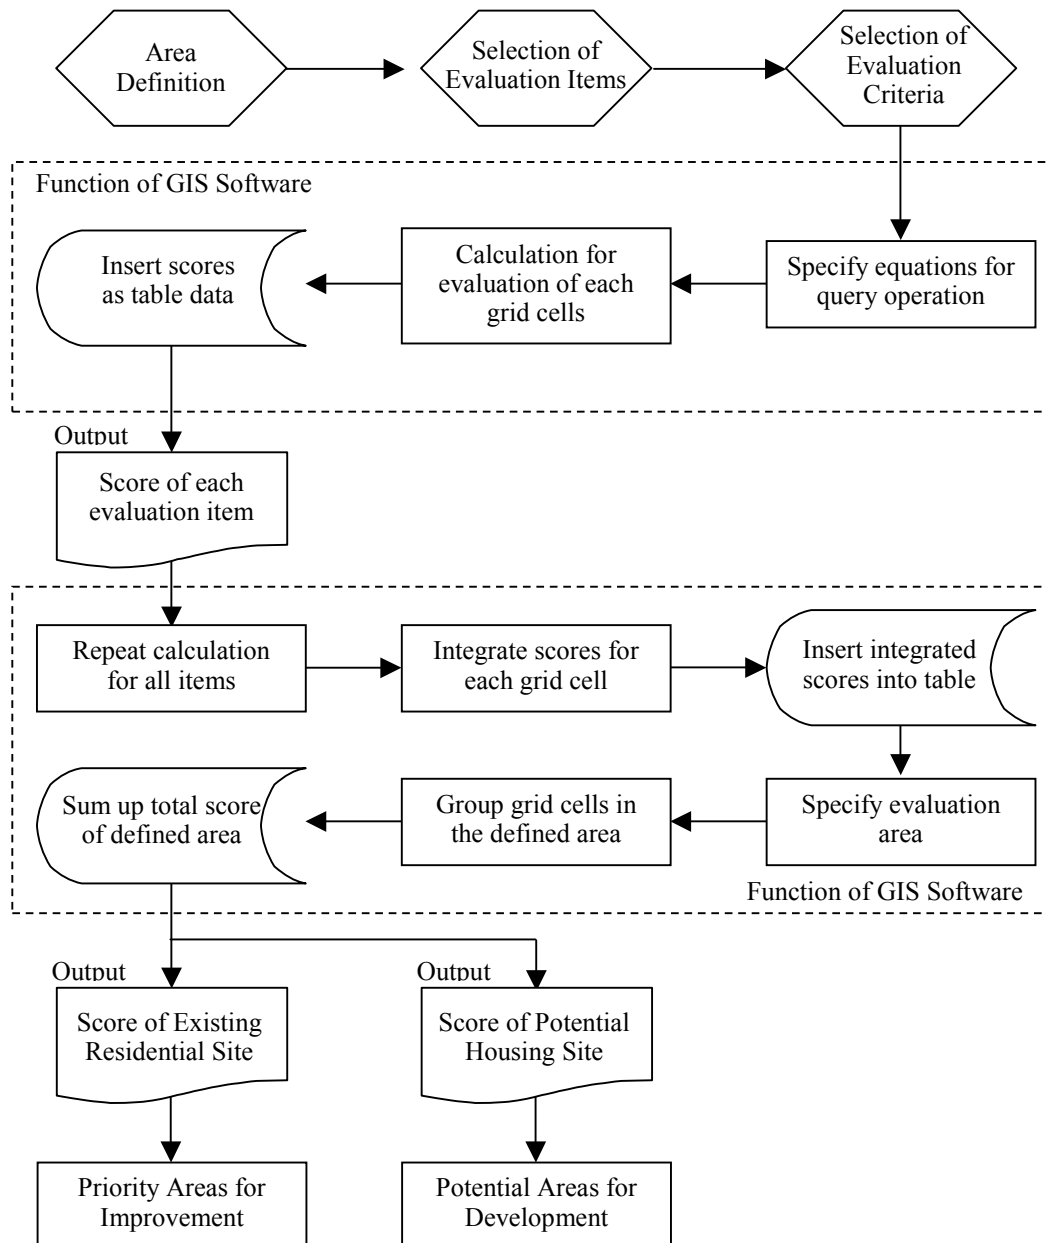 Area
Definition
Selection of
Evaluation Items
Selection of
Evaluation
Criteria
Function of GIS Software
Insert scores
as table data
Calculation for
evaluation of each
grid cells
Specify equations for
query operation
Output
Score of each
evaluation item
Repeat calculation
for all items
Integrate scores for
each grid cell
Insert integrated
scores into table
Sum up total score
of defined area
Group grid cells in
the defined area
Specify evaluation
area
Function of GIS Software
Output
Output
Score of Existing
Residential Site
Score of Potential
Housing Site
Priority Areas for
Improvement
Potential Areas for
Development